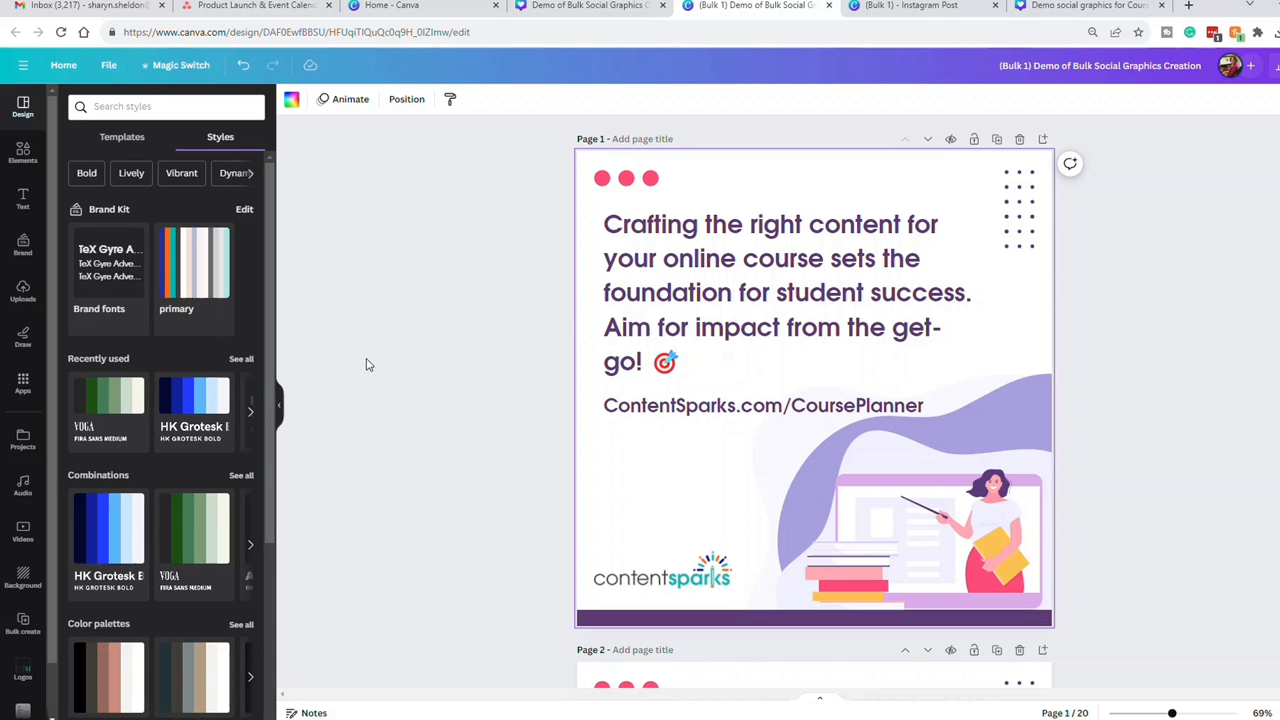 Inbox (3,217) - sharyn.sheldon@
Product Launch & Event Calend
Home - Canva
Demo of Bulk Social Graphics C
(Bulk 1) Demo of Bulk Social Gra
(Bulk 1) - Instagram Post
Demo social graphics for Cours
https://www.canva.com/design/DAF0EwfBBSU/HFUqiTlQuQc0q9H_0IZImw/edit
Home
File
Magic Switch
(Bulk 1) Demo of Bulk Social Graphics Creation
Design
Elements
Text
Brand
Uploads
Draw
Apps
Projects
Audio
Videos
Background
Bulk create
Logos
Search styles
Templates
Styles
Bold
Lively
Vibrant
Dynam
Brand Kit
Edit
TeX Gyre A...
TeX Gyre Adve...
TeX Gyre Adve...
Brand fonts
primary
Recently used
See all
VOGA
FIRA SANS MEDIUM
HK Grotesk B
HK GROTESK BOLD
Combinations
See all
HK Grotesk B
HK GROTESK BOLD
VOGA
FIRA SANS MEDIUM
Color palettes
See all
Animate
Position
Page 1 - Add page title
Crafting the right content for
your online course sets the
foundation for student success.
Aim for impact from the get-
go! 🎯
ContentSparks.com/CoursePlanner
contentsparks
Page 2 - Add page title
Notes
Page 1 / 20
69%